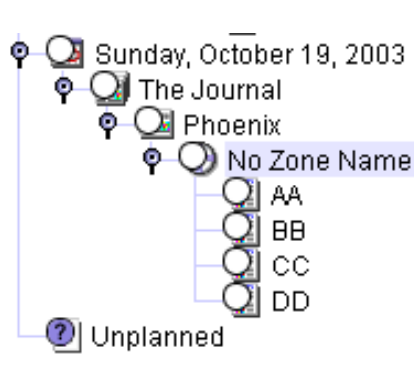 Sunday, October 19, 2003
The Journal
Phoenix
No Zone Name
AA
BB
CC
DD
? Unplanned